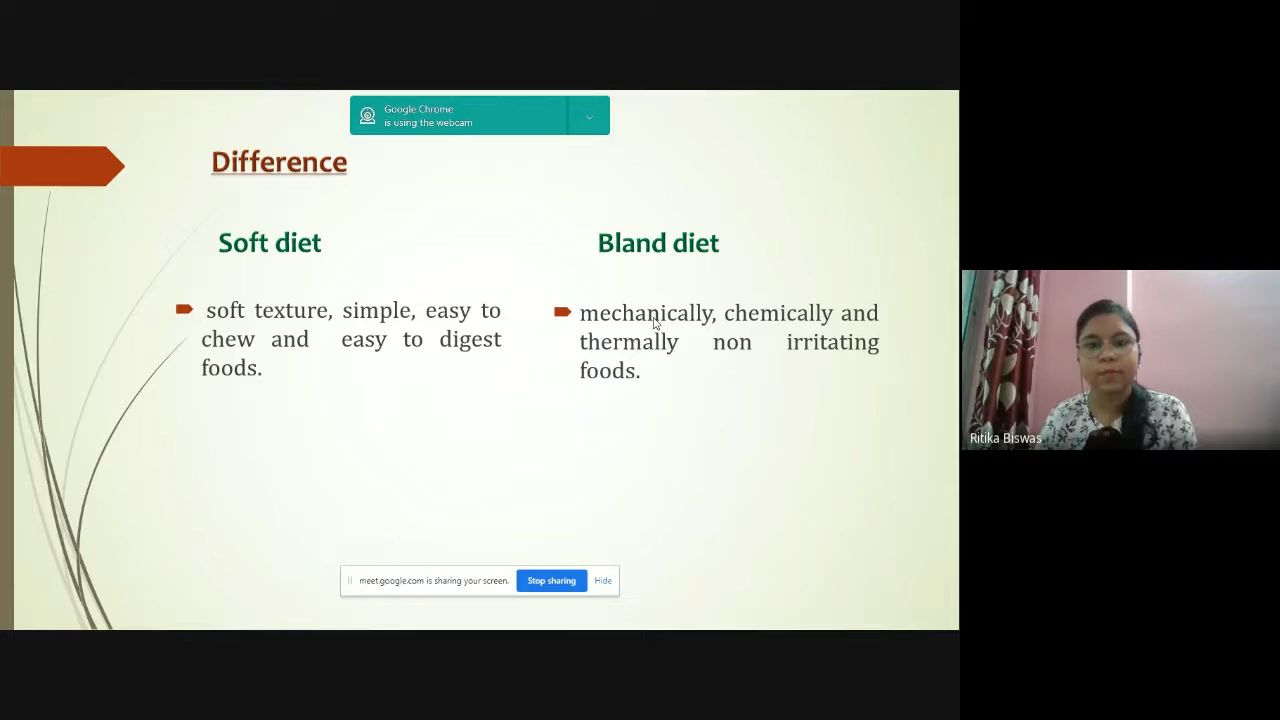 Google Chrome
is using the webcam
Difference
Soft diet
soft texture, simple, easy to
chew and easy to digest
foods.
Bland diet
mechanically, chemically and
thermally non irritating
foods.
Ritika Biswas
meet.google.com is sharing your screen.
Stop sharing
Hide